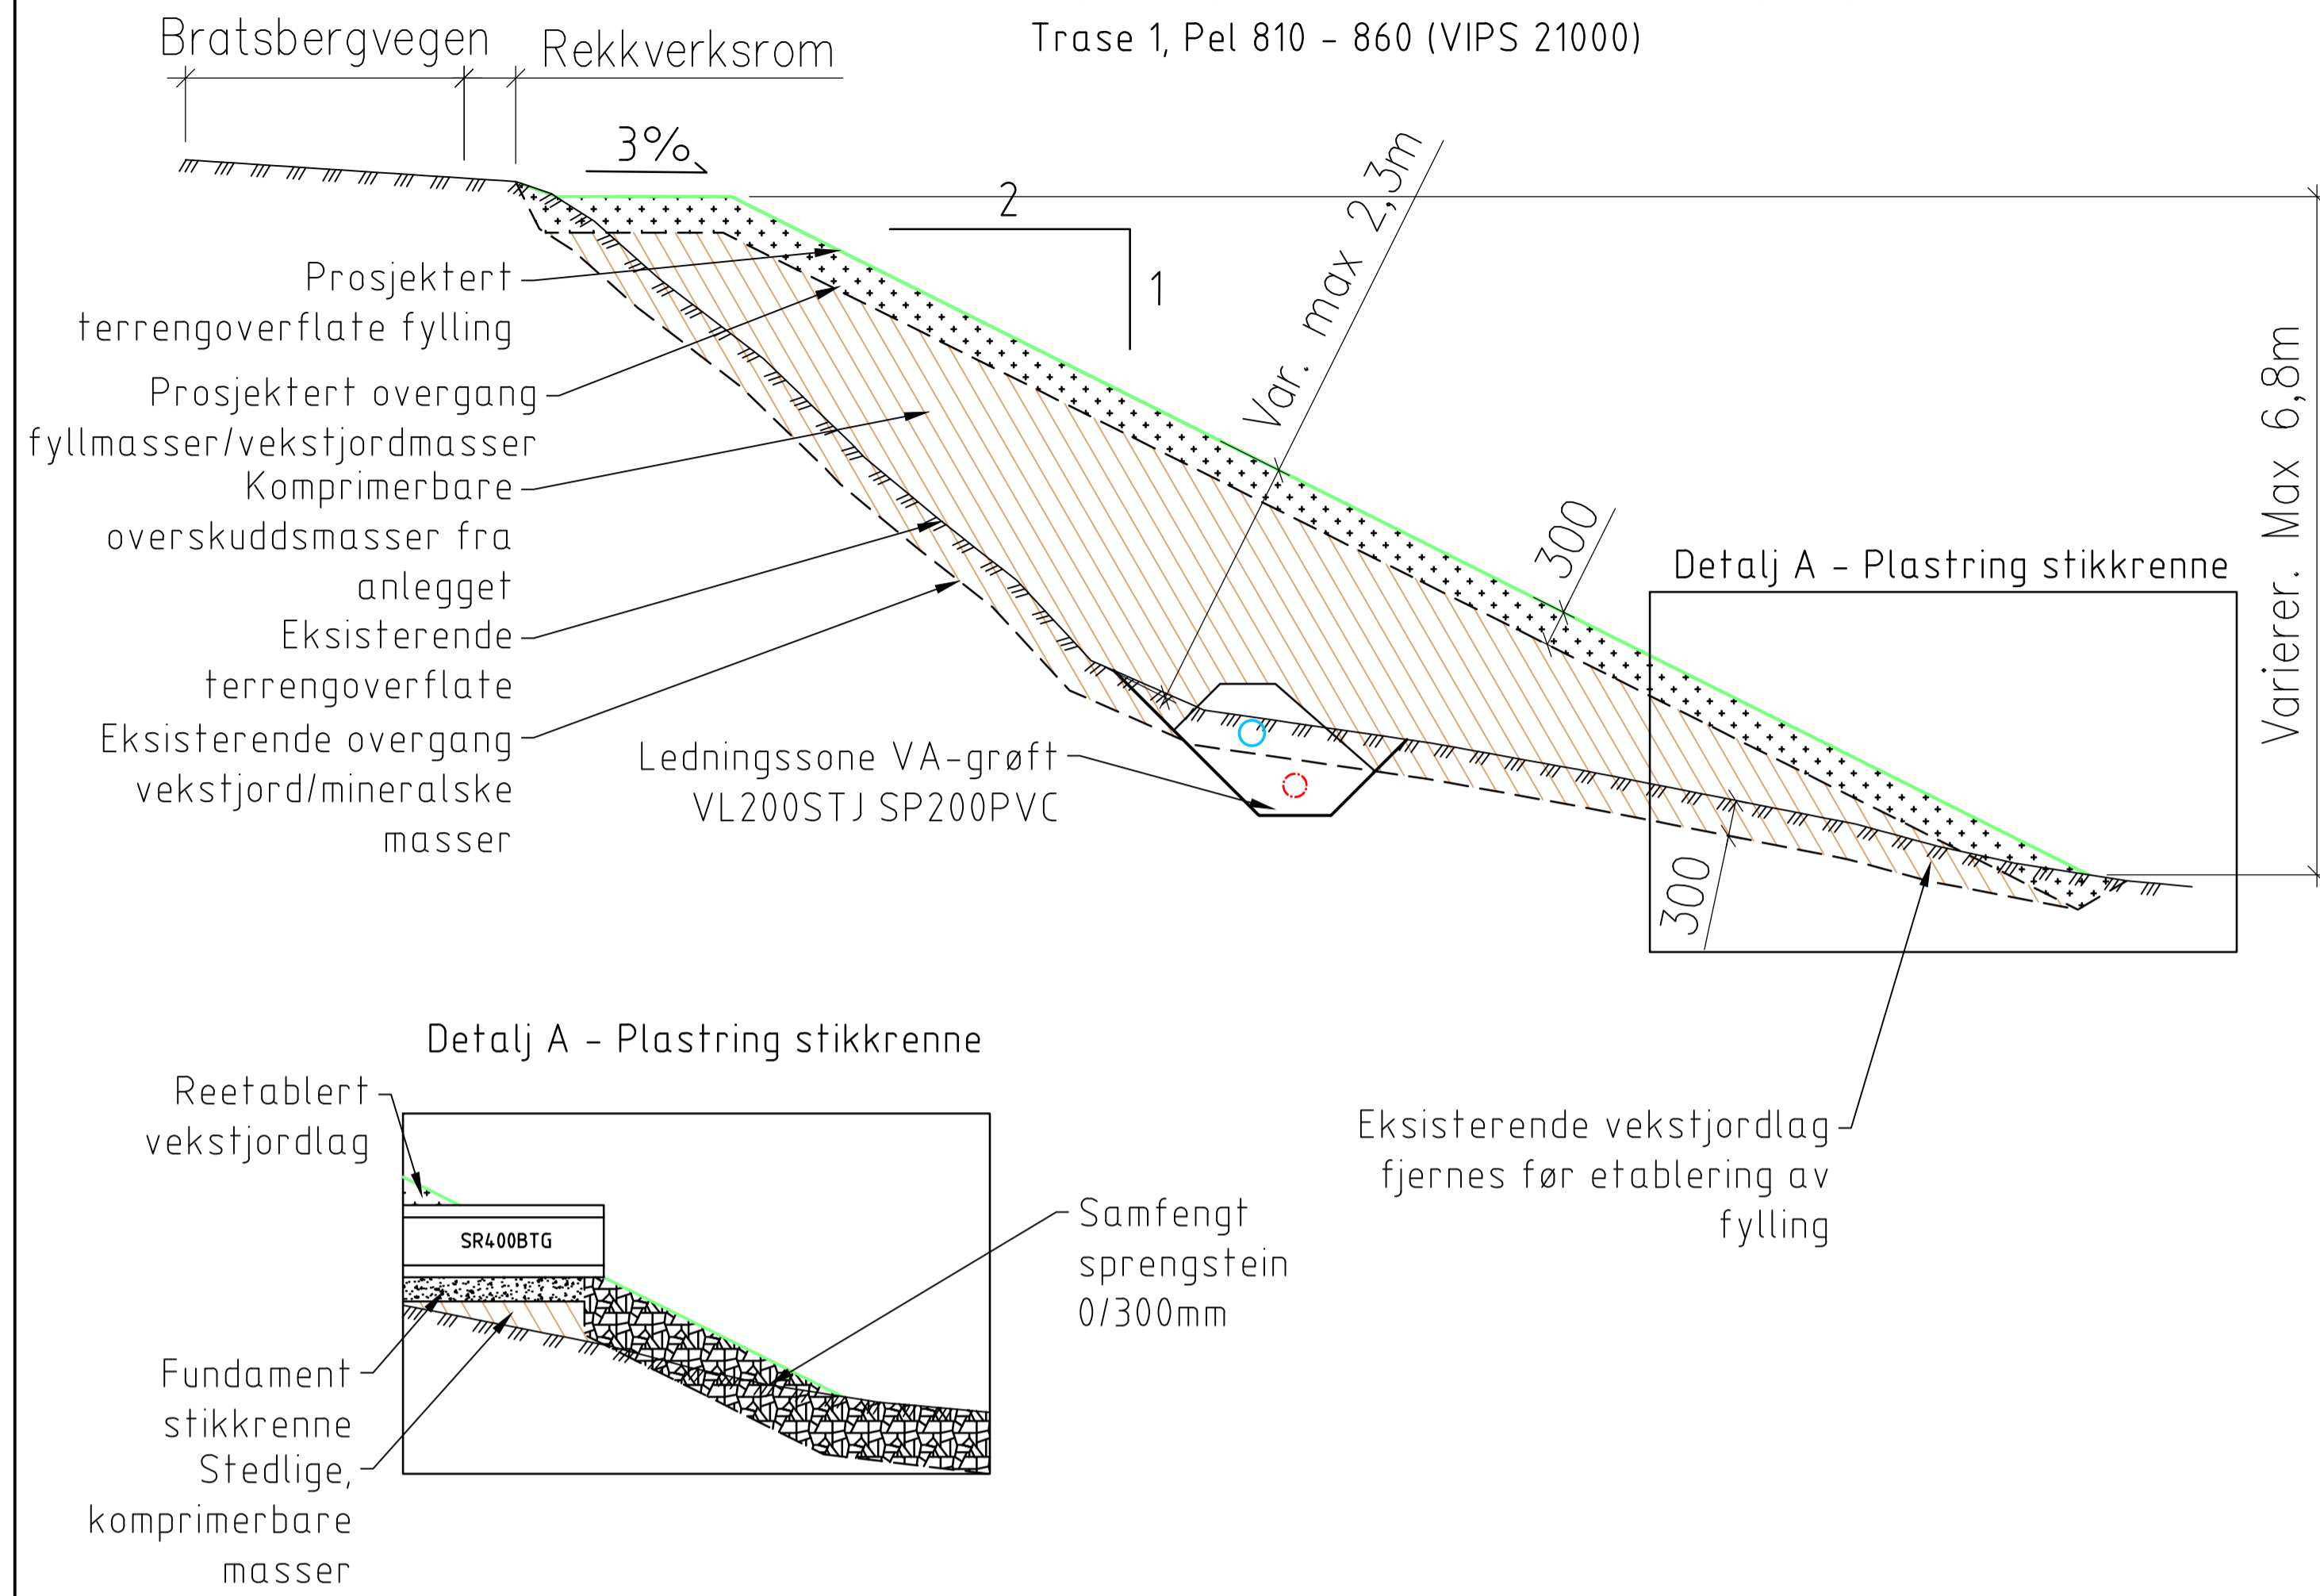 Bratsbergvegen
Rekkverksrom
Trase 1, Pel 810 - 860 (VIPS 21000)
3%
2
1
Var. max 2,3m
300
Varierer. Max 6,8m
Prosjektert
terrengoverflate fylling
Prosjektert overgang
fyllmasser/vekstjordmasser
Komprimerbare
overskuddsmasser fra
anlegget
Eksisterende
terrengoverflate
Eksisterende overgang
vekstjord/mineralske
masser
Ledningssone VA-grøft
VL200STJ SP200PVC
Detalj A - Plastring stikkrenne
300
Eksisterende vekstjordlag
fjernes før etablering av
fylling
Detalj A - Plastring stikkrenne
Reetablert
vekstjordlag
SR400BTG
Samfengt
sprengstein
0/300mm
Fundament
stikkrenne
Stedlige,
komprimerbare
masser